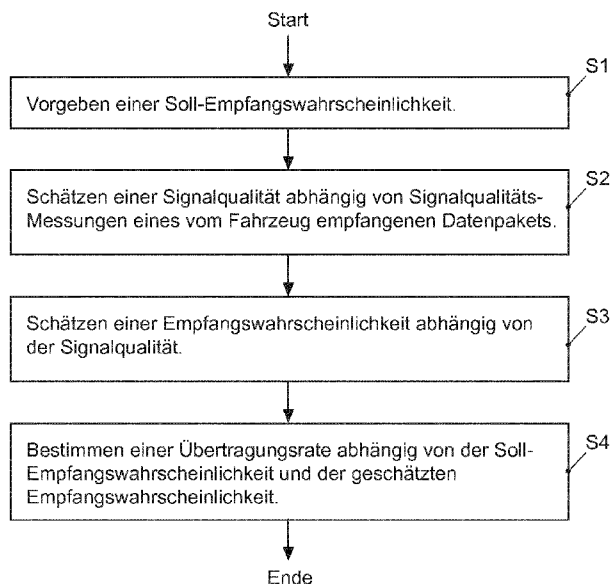 Start
S1
Vorgeben einer Soll-Empfangswahrscheinlichkeit.
S2
Schätzen einer Signalqualität abhängig von Signalqualitäts-
Messungen eines vom Fahrzeug empfangenen Datenpakets.
S3
Schätzen einer Empfangswahrscheinlichkeit abhängig von
der Signalqualität.
S4
Bestimmen einer Übertragungsrate abhängig von der Soll-
Empfangswahrscheinlichkeit und der geschätzten
Empfangswahrscheinlichkeit.
Ende